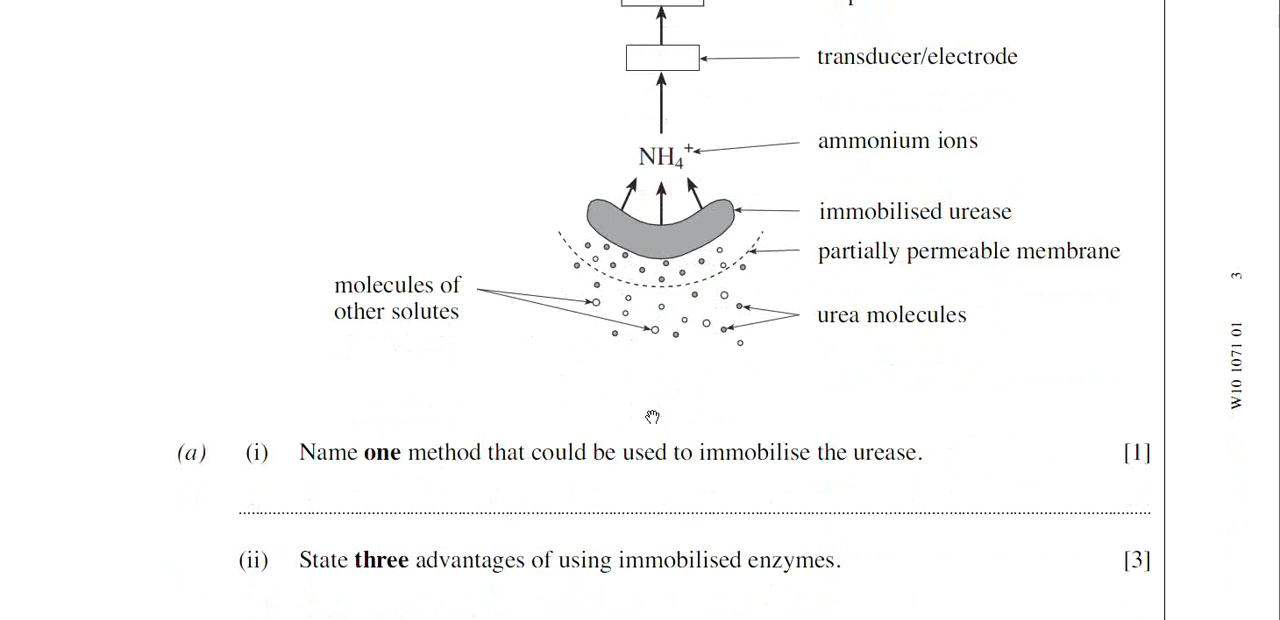 transducer/electrode
ammonium ions
NH₄⁺
immobilised urease
partially permeable membrane
molecules of
other solutes
urea molecules
(a) (i) Name one method that could be used to immobilise the urease. [1]
(ii) State three advantages of using immobilised enzymes. [3]
3
W10 1071 01